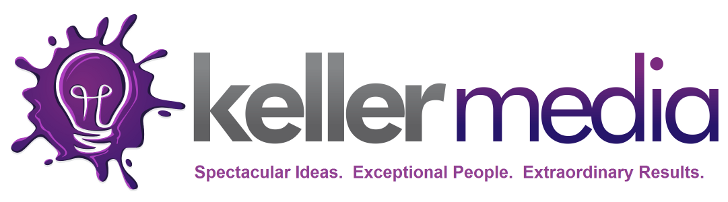 keller media
Spectacular Ideas. Exceptional People. Extraordinary Results.